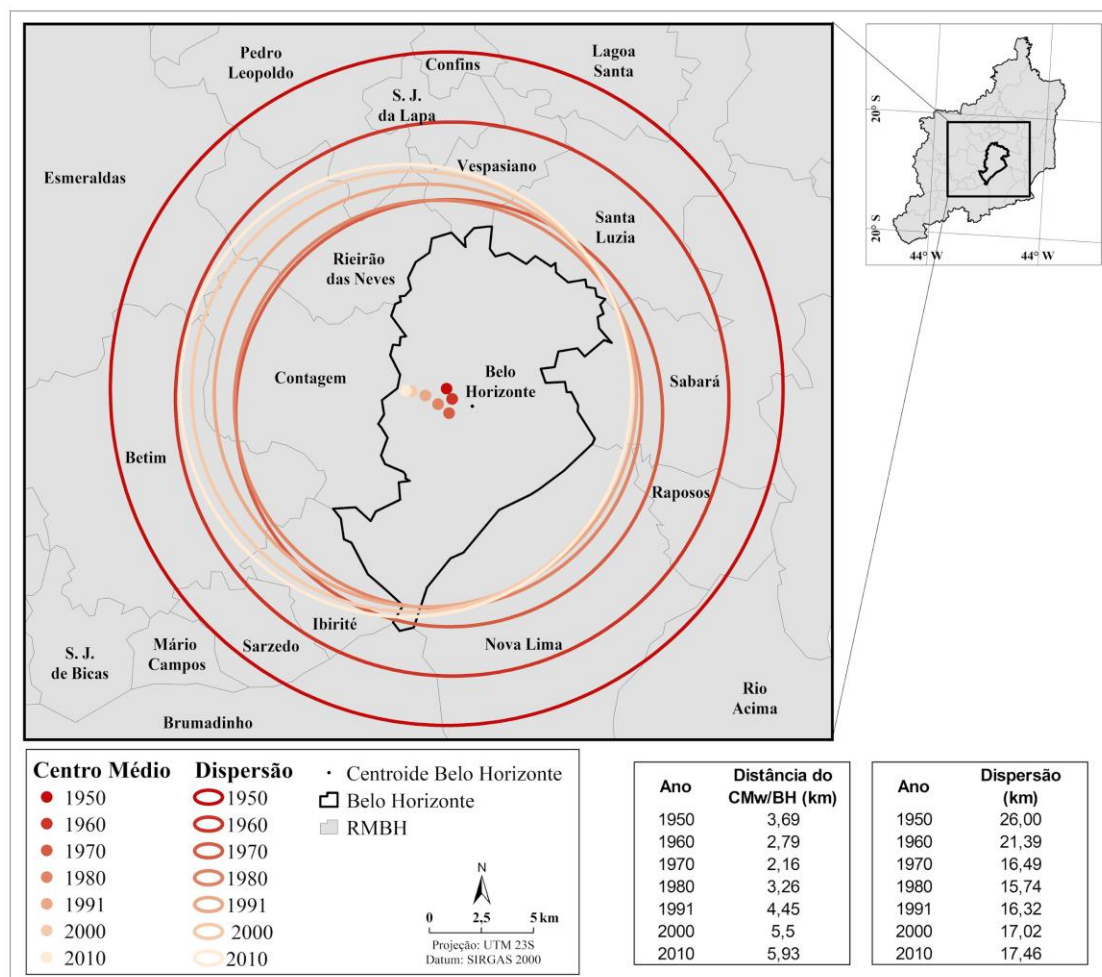 Pedro
Leopoldo
Confins
Lagoa
Santa
S. J.
da Lapa
Esmeraldas
Vespasiano
Santa
Luzia
Rieirão
das Neves
Contagem
Belo
Horizonte
Sabará
Betim
Raposos
Ibirité
Nova Lima
Mário
Campos
Sarzedo
S. J.
de Bicas
Rio
Acima
Brumadinho
20° S
20° S
44° W
44° W
Centro Médio
1950
1960
1970
1980
1991
2000
2010
Dispersão
1950
1960
1970
1980
1991
2000
2010
Centroide Belo Horizonte
Belo Horizonte
RMBH
N
0 2,5 5 km
Projeção: UTM 23S
Datum: SIRGAS 2000
Ano Distância do CMw/BH (km)
1950 3,69
1960 2,79
1970 2,16
1980 3,26
1991 4,45
2000 5,5
2010 5,93
Ano Dispersão (km)
1950 26,00
1960 21,39
1970 16,49
1980 15,74
1991 16,32
2000 17,02
2010 17,46